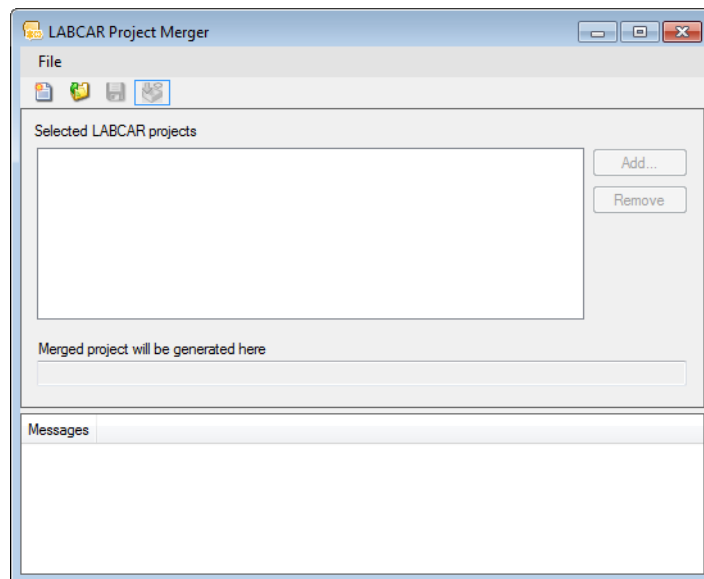 LABCAR Project Merger
File
Selected LABCAR projects
Add...
Remove
Merged project will be generated here
Messages